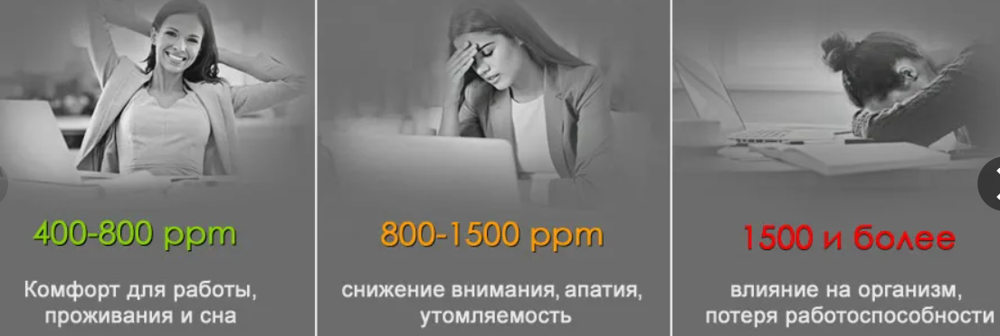 400-800 ppm
Комфорт для работы,
проживания и сна
800-1500 ppm
снижение внимания, апатия,
утомляемость
1500 и более
влияние на организм,
потеря работоспособности